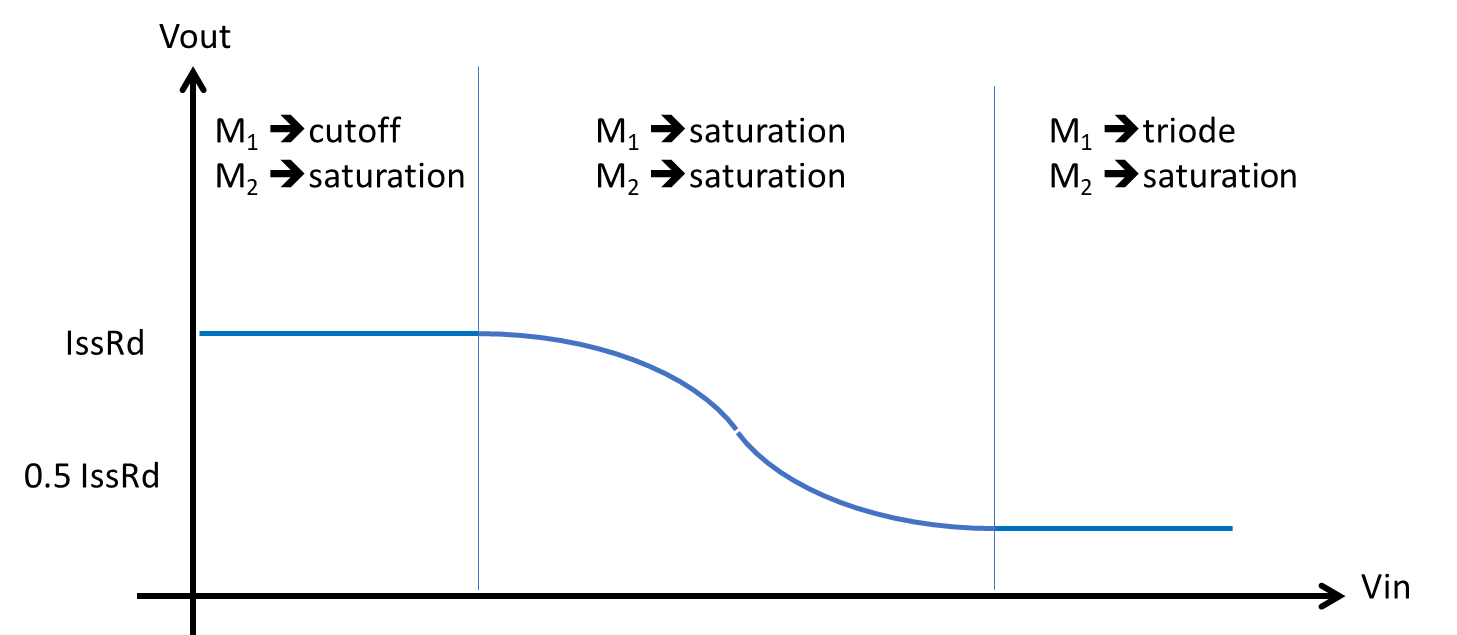 Vout
M1 ➔cutoff
M2 ➔saturation
M1 ➔saturation
M2 ➔saturation
M1 ➔triode
M2 ➔saturation
IssRd
0.5 IssRd
Vin